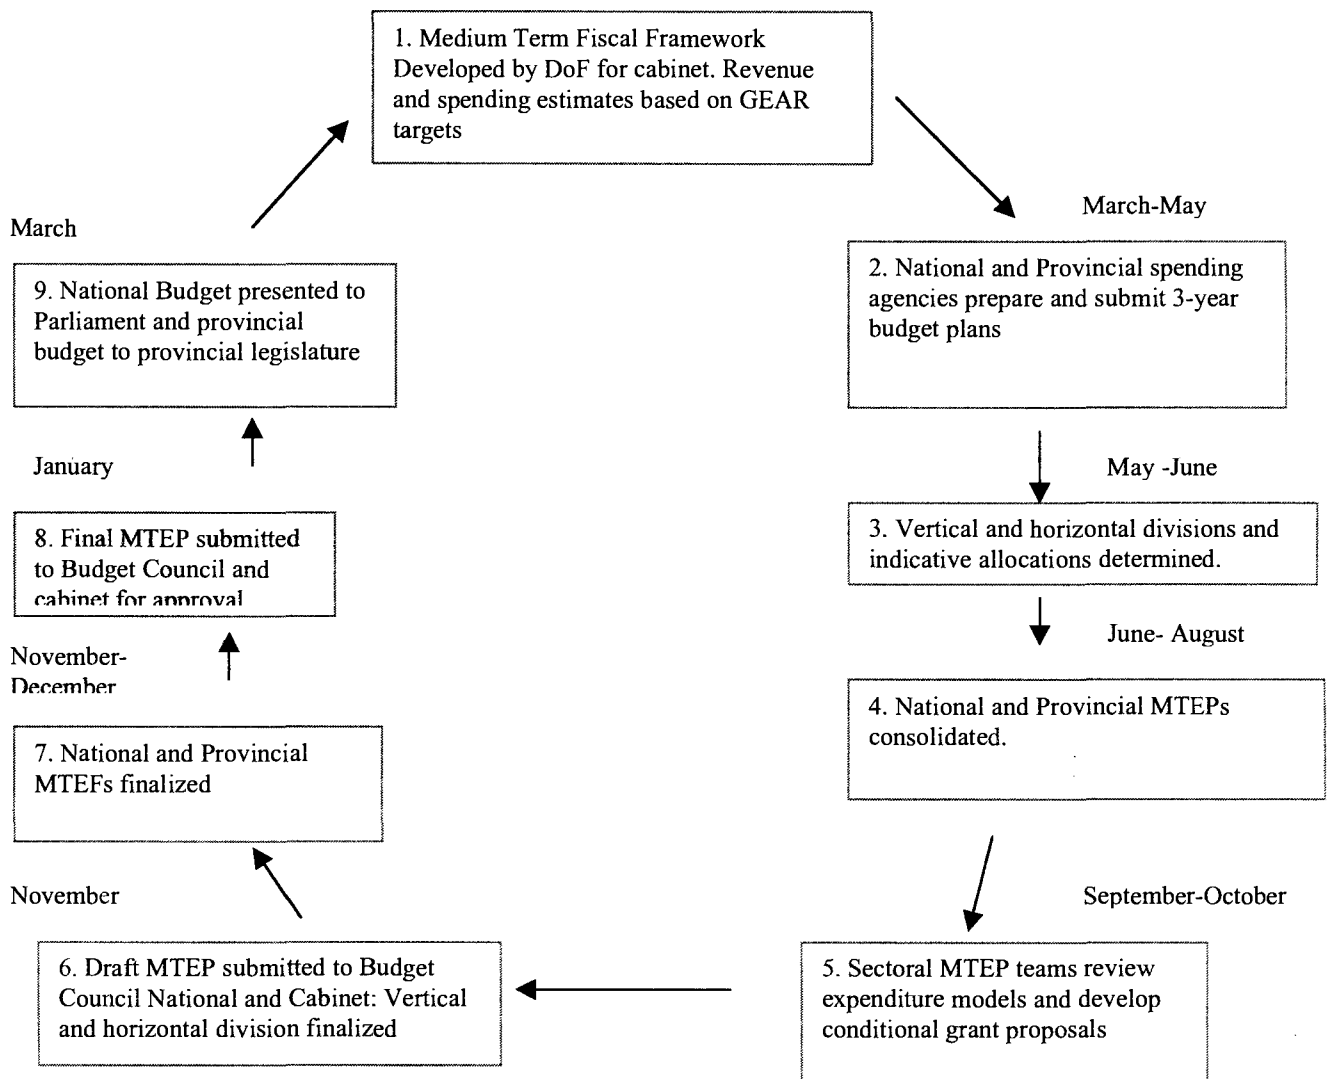 1. Medium Term Fiscal Framework
Developed by DoF for cabinet. Revenue
and spending estimates based on GEAR
targets
March-May
2. National and Provincial spending
agencies prepare and submit 3-year
budget plans
May -June
3. Vertical and horizontal divisions and
indicative allocations determined.
June- August
4. National and Provincial MTEPs
consolidated.
September-October
5. Sectoral MTEP teams review
expenditure models and develop
conditional grant proposals
6. Draft MTEP submitted to Budget
Council National and Cabinet: Vertical
and horizontal division finalized
November
7. National and Provincial
MTEFs finalized
November-
December
8. Final MTEP submitted
to Budget Council and
cabinet for approval
January
9. National Budget presented to
Parliament and provincial
budget to provincial legislature
March